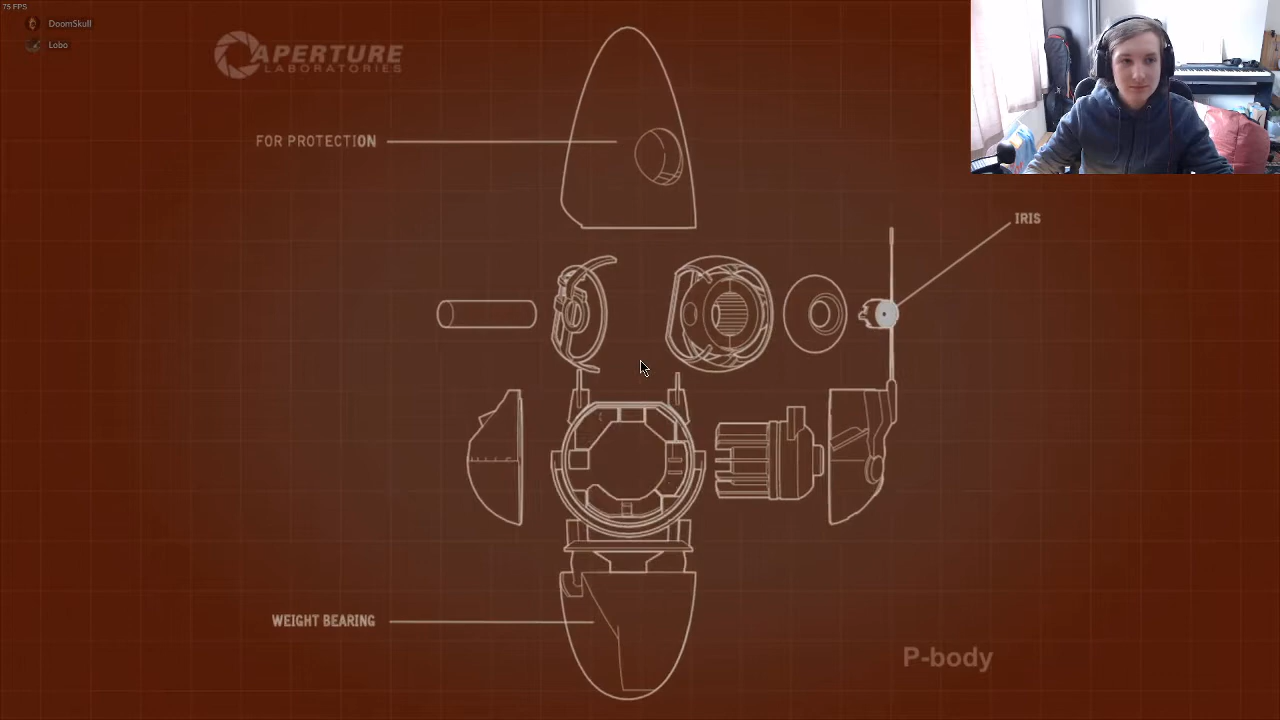 75 FPS
DoomSkull
Lobo
APERTURE
LABORATORIES
FOR PROTECTION
IRIS
WEIGHT BEARING
P-body